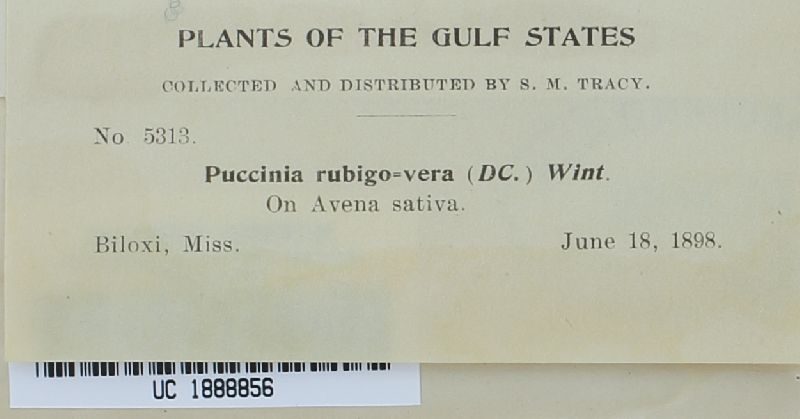 PLANTS OF THE GULF STATES
COLLECTED AND DISTRIBUTED BY S. M. TRACY.
No 5313.
Puccinia rubigo=vera (DC.) Wint.
On Avena sativa.
Biloxi, Miss. June 18, 1898.
UC 1888856